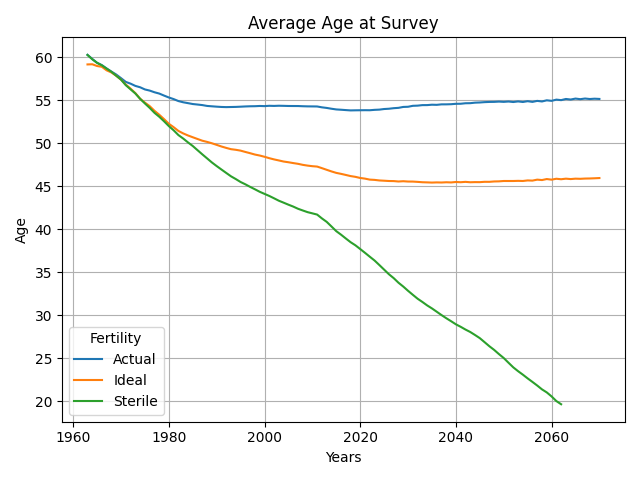 Average Age at Survey
Age
60
55
50
45
40
35
30
25
20
Fertility
Actual
Ideal
Sterile
1960 1980 2000 2020 2040 2060
Years